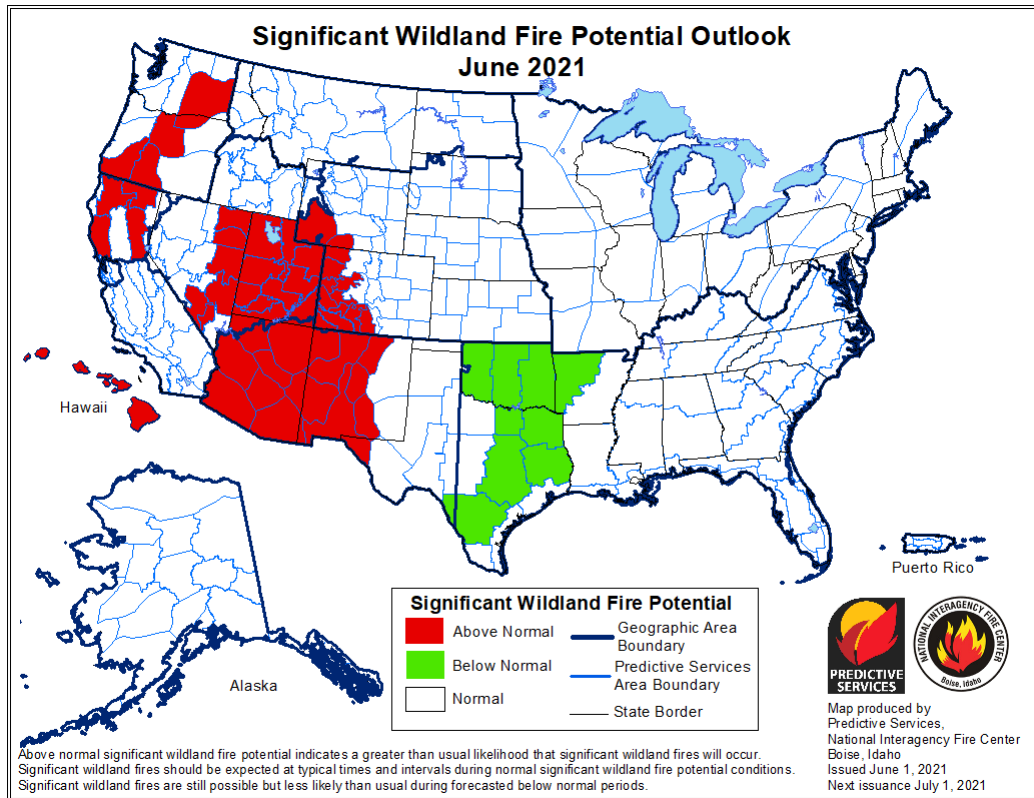 Significant Wildland Fire Potential Outlook
June 2021
Hawaii
Alaska
Puerto Rico
Significant Wildland Fire Potential
Above Normal
Below Normal
Normal
Geographic Area
Boundary
Predictive Services
Area Boundary
State Border
PREDICTIVE
SERVICES
NATIONAL INTERAGENCY FIRE CENTER
Boise, Idaho
Map produced by
Predictive Services,
National Interagency Fire Center
Boise, Idaho
Issued June 1, 2021
Next issuance July 1, 2021
Above normal significant wildland fire potential indicates a greater than usual likelihood that significant wildland fires will occur.
Significant wildland fires should be expected at typical times and intervals during normal significant wildland fire potential conditions.
Significant wildland fires are still possible but less likely than usual during forecasted below normal periods.